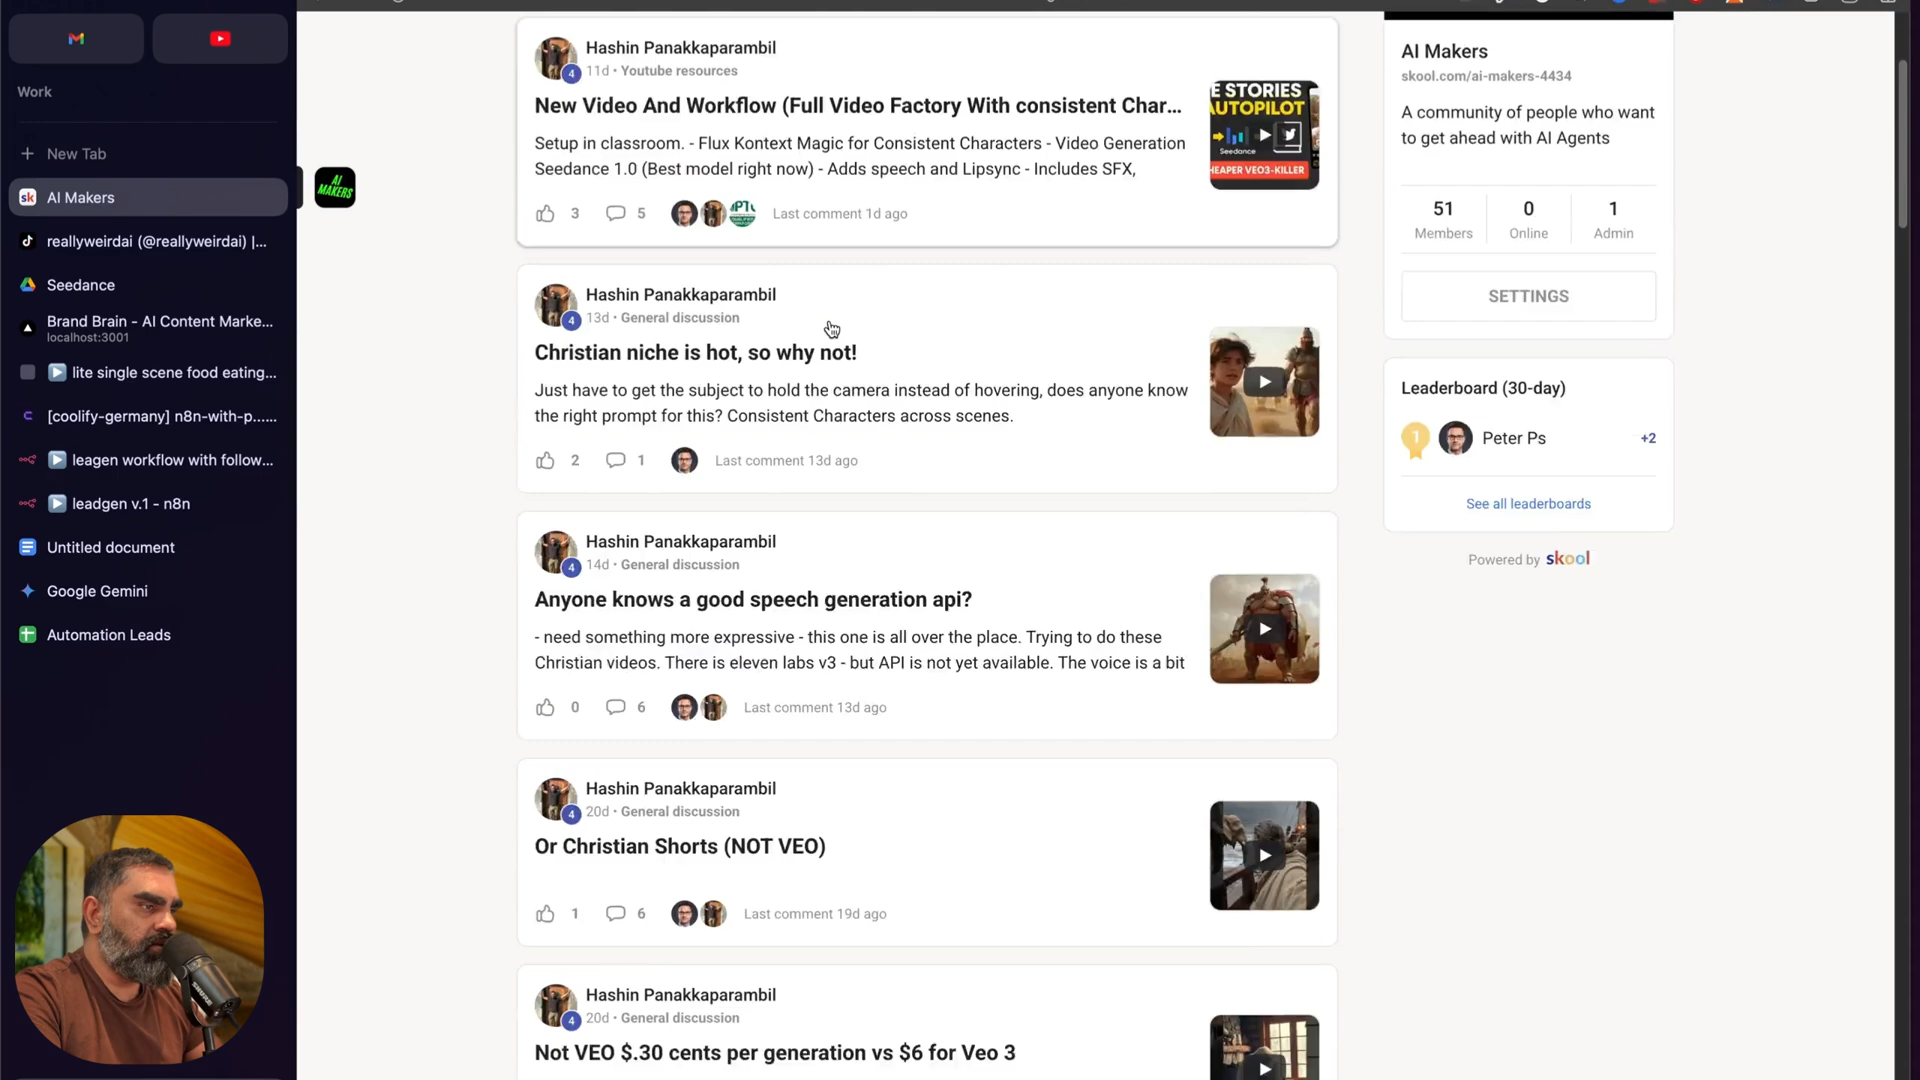 Work
New Tab
AI Makers
reallyweirdai (@reallyweirdai) |...
Seedance
Brand Brain - AI Content Marke...
localhost:3001
lite single scene food eating...
[coolify-germany] n8n-with-p......
leagen workflow with follow...
leadgen v.1 - n8n
Untitled document
Google Gemini
Automation Leads
AI
MAKERS
Hashin Panakkaparambil
4
11d • Youtube resources
New Video And Workflow (Full Video Factory With consistent Char...
Setup in classroom. - Flux Kontext Magic for Consistent Characters - Video Generation
Seedance 1.0 (Best model right now) - Adds speech and Lipsync - Includes SFX,
3 5 Last comment 1d ago
E STORIES
AUTOPILOT
Seedance
HEAPER VEO3-KILLER
Hashin Panakkaparambil
4
13d • General discussion
Christian niche is hot, so why not!
Just have to get the subject to hold the camera instead of hovering, does anyone know
the right prompt for this? Consistent Characters across scenes.
2 1 Last comment 13d ago
Hashin Panakkaparambil
4
14d • General discussion
Anyone knows a good speech generation api?
- need something more expressive - this one is all over the place. Trying to do these
Christian videos. There is eleven labs v3 - but API is not yet available. The voice is a bit
0 6 Last comment 13d ago
Hashin Panakkaparambil
4
20d • General discussion
Or Christian Shorts (NOT VEO)
1 6 Last comment 19d ago
Hashin Panakkaparambil
4
20d • General discussion
Not VEO $.30 cents per generation vs $6 for Veo 3
AI Makers
skool.com/ai-makers-4434
A community of people who want
to get ahead with AI Agents
51 0 1
Members Online Admin
SETTINGS
Leaderboard (30-day)
1 Peter Ps +2
See all leaderboards
Powered by skool
SHURE